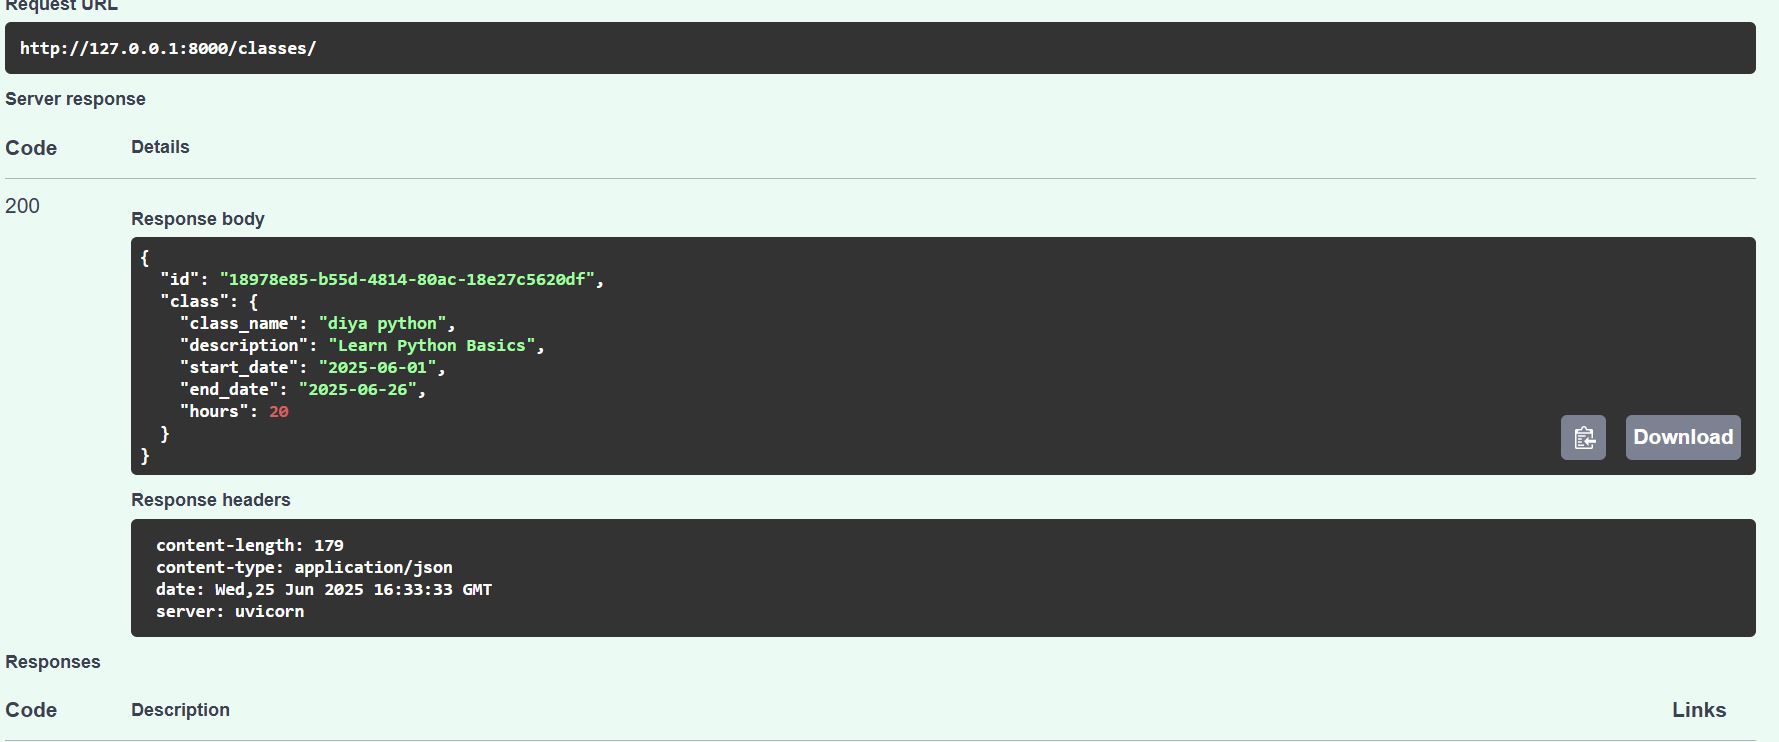 Request URL
http://127.0.0.1:8000/classes/
Server response
Code Details
200
Response body
{
"id": "18978e85-b55d-4814-80ac-18e27c5620df",
"class": {
"class_name": "diya python",
"description": "Learn Python Basics",
"start_date": "2025-06-01",
"end_date": "2025-06-26",
"hours": 20
}
}
Download
Response headers
content-length: 179
content-type: application/json
date: Wed,25 Jun 2025 16:33:33 GMT
server: uvicorn
Responses
Code Description Links